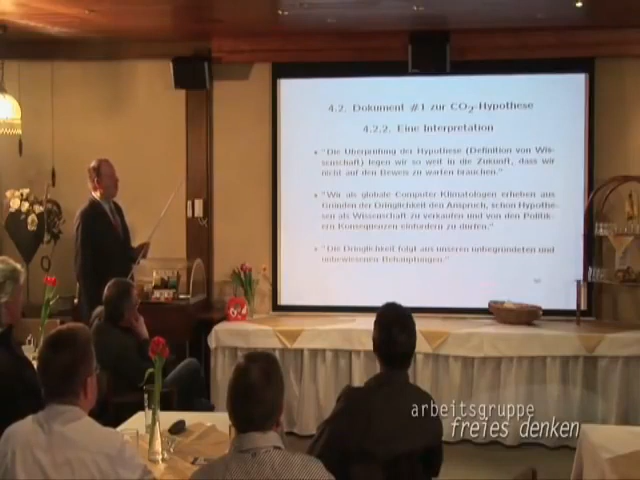 4.2. Dokument #1 zur CO2-Hypothese
4.2.2. Eine Interpretation
• "Die Überprüfung der Hypothese (Definition von Wis-
senschaft) legen wir so weit in die Zukunft, dass wir
nicht auf den Beweis zu warten brauchen."
• "Wir als globale Computer Klimatologen erheben aus
Gründen der Dringlichkeit den Anspruch, schon Hypothe-
sen als Wissenschaft zu verkaufen und von den Politik-
ern Konsequenzen einfordern zu dürfen."
• "Die Dringlichkeit folgt aus unseren unbegründeten und
unbewiesenen Behauptungen."
arbeitsgruppe
freies denken